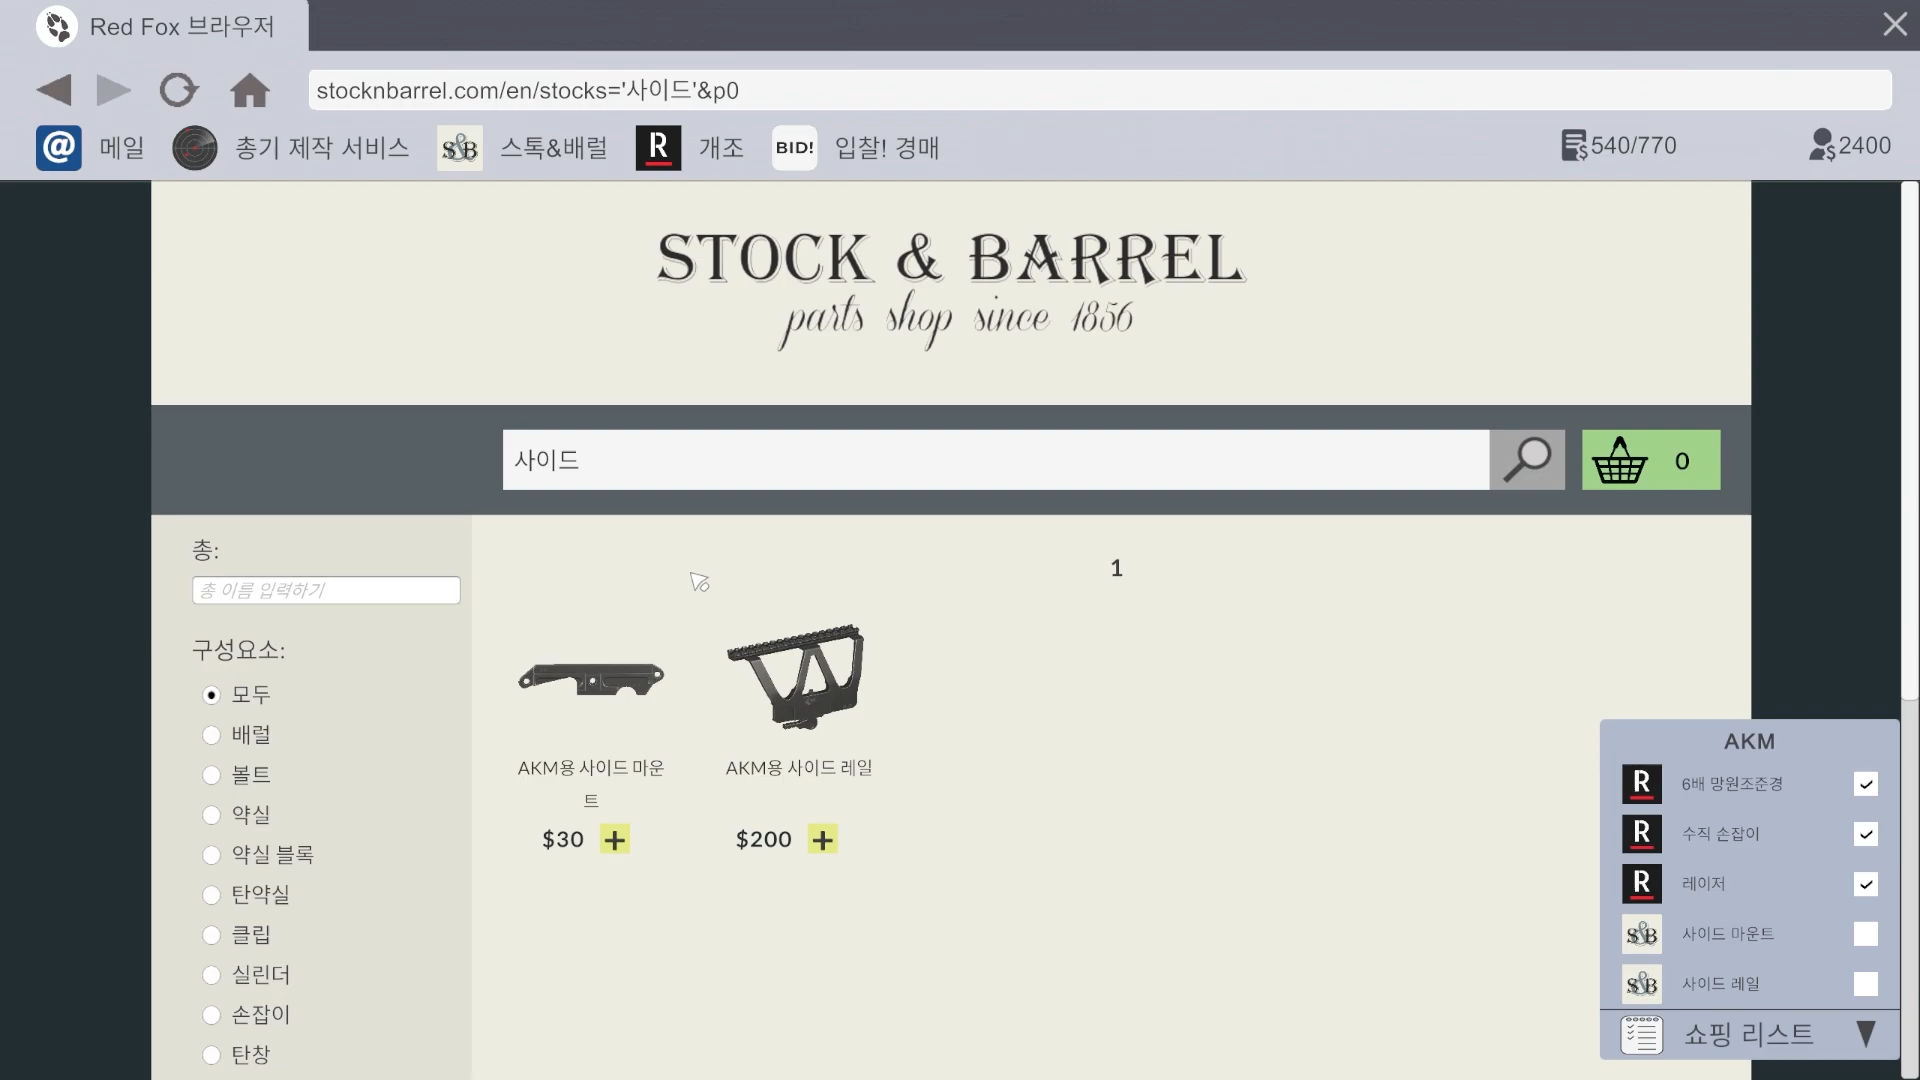 Red Fox 브라우저
stocknbarrel.com/en/stocks='사이드'&p0
@ 메일 총기 제작 서비스 S&B 스톡&배럴 R 개조 BID! 입찰! 경매 540/770 2400
STOCK & BARREL
parts shop since 1856
사이드
0
총:
총 이름 입력하기
구성요소:
모두
배럴
볼트
약실
약실 블록
탄약실
클립
실린더
손잡이
탄창
1
AKM용 사이드 마운
트
$30 +
AKM용 사이드 레일
$200 +
AKM
R 6배 망원조준경
R 수직 손잡이
R 레이저
S&B 사이드 마운트
S&B 사이드 레일
쇼핑 리스트